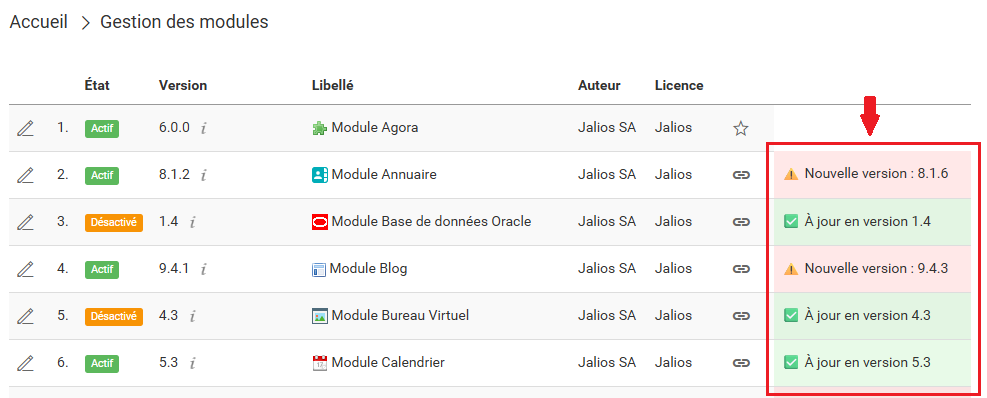 Accueil > Gestion des modules
État Version Libellé Auteur Licence
1. Actif 6.0.0 i Module Agora Jalios SA Jalios
2. Actif 8.1.2 i Module Annuaire Jalios SA Jalios Nouvelle version : 8.1.6
3. Désactivé 1.4 i Module Base de données Oracle Jalios SA Jalios À jour en version 1.4
4. Actif 9.4.1 i Module Blog Jalios SA Jalios Nouvelle version : 9.4.3
5. Désactivé 4.3 i Module Bureau Virtuel Jalios SA Jalios À jour en version 4.3
6. Actif 5.3 i Module Calendrier Jalios SA Jalios À jour en version 5.3